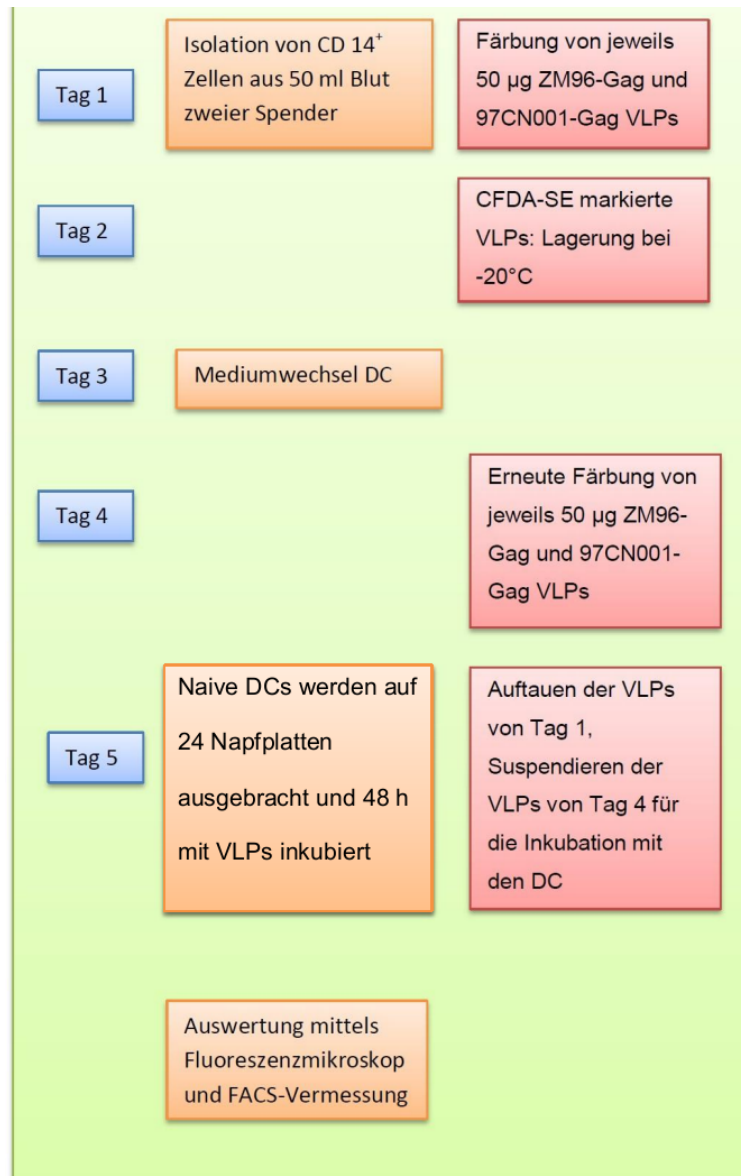 Tag 1
Isolation von CD 14⁺
Zellen aus 50 ml Blut
zweier Spender
Färbung von jeweils
50 µg ZM96-Gag und
97CN001-Gag VLPs
Tag 2
CFDA-SE markierte
VLPs: Lagerung bei
-20°C
Tag 3
Mediumwechsel DC
Tag 4
Erneute Färbung von
jeweils 50 µg ZM96-
Gag und 97CN001-
Gag VLPs
Tag 5
Naive DCs werden auf
24 Napfplatten
ausgebracht und 48 h
mit VLPs inkubiert
Auftauen der VLPs
von Tag 1,
Suspendieren der
VLPs von Tag 4 für
die Inkubation mit
den DC
Auswertung mittels
Fluoreszenzmikroskop
und FACS-Vermessung